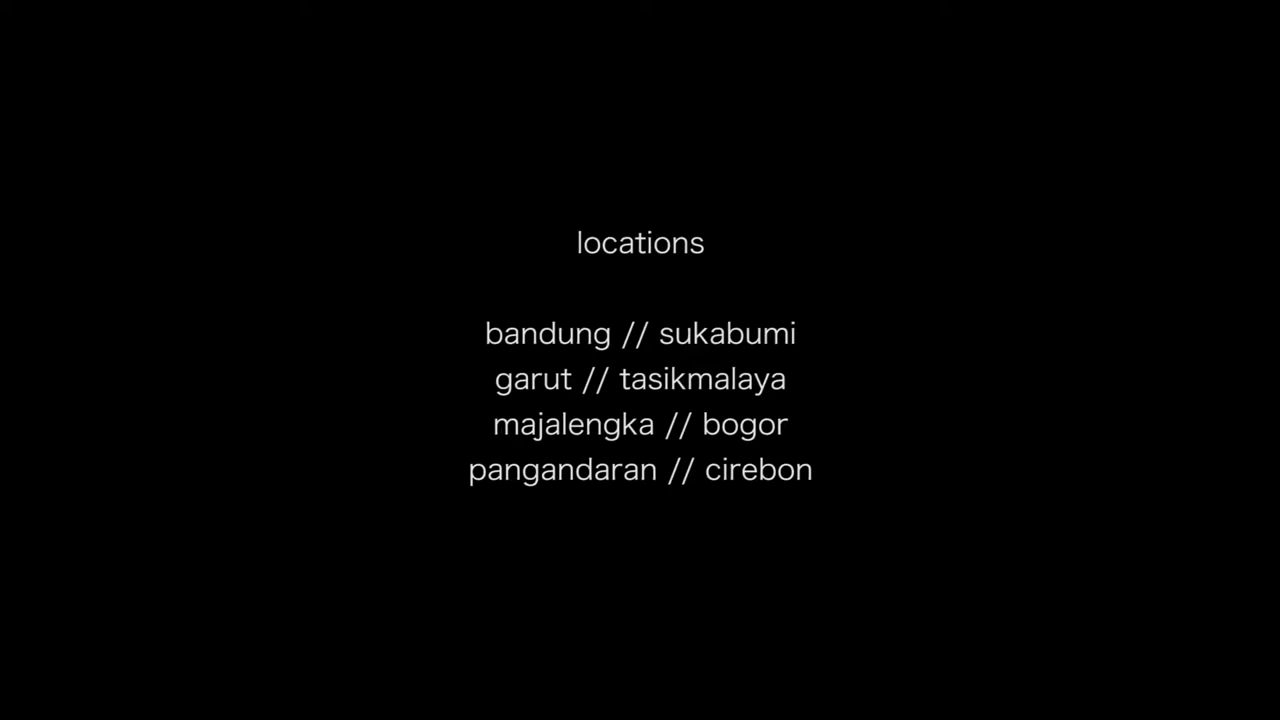 locations
bandung // sukabumi
garut // tasikmalaya
majalengka // bogor
pangandaran // cirebon